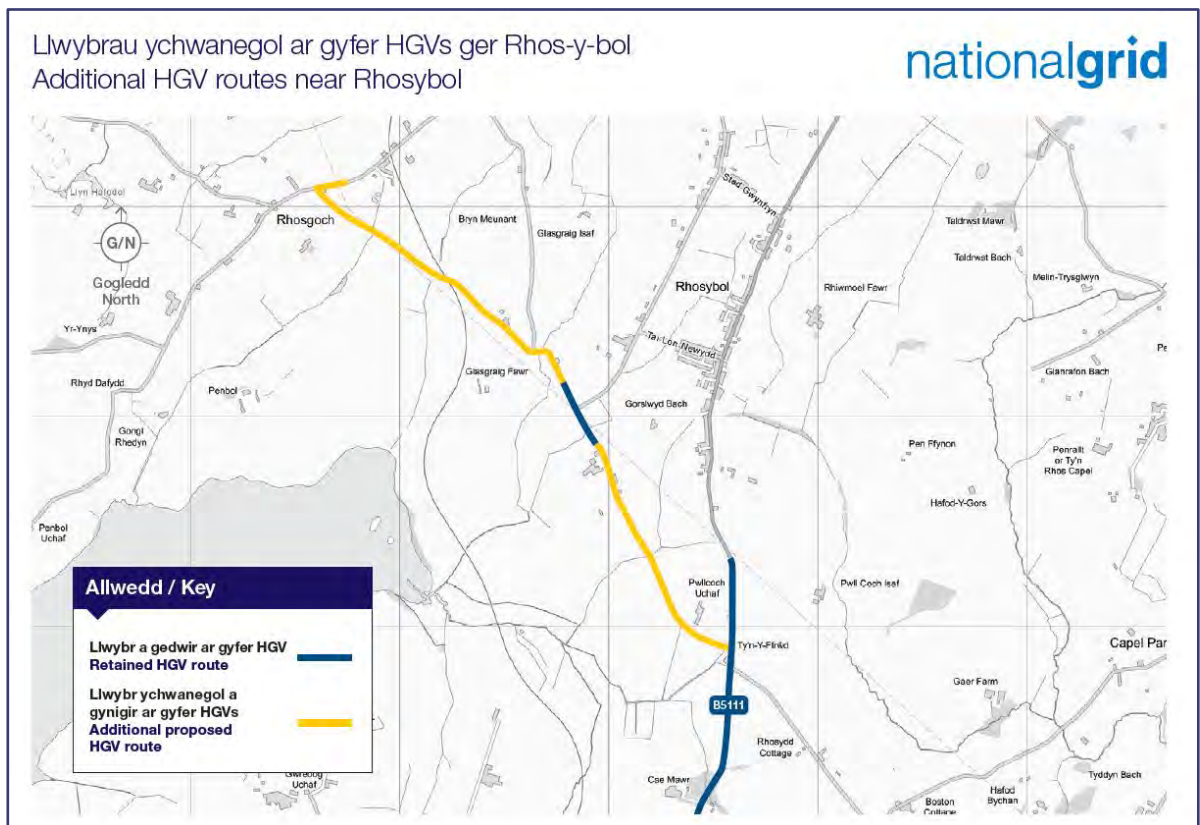 Llwybrau ychwanegol ar gyfer HGVs ger Rhos-y-bol
Additional HGV routes near Rhosybol
nationalgrid
Llyn Hafodol
Rhosgoch
G/N
Gogledd
North
Bryn Meunant
Glasgraig Isaf
Stad Gwynfryn
Taldrwst Mawr
Taldrwst Bach
Melin-Trysglwyn
Rhosybol
Rhiwmoel Fawr
Yr-Ynys
Tai-Lon-Newydd
Pe
Rhyd Dafydd
Penbol
Glasgraig Fawr
Glanrafon Bach
Gorslwyd Bach
Gongl
Rhedyn
Pen Ffynon
Penrallt
or Ty'n
Rhos Capel
Hafod-Y-Gors
Penbol
Uchaf
Pwllcoch
Uchaf
Pwll Coch Isaf
Ty'n-Y-Ffridd
Capel Par
Gaer Farm
B5111
Rhosydd
Cottage
Cae Mawr
Tyddyn Bach
Gwredog
Uchaf
Boston
Cottage
Hafod
Bychan
Allwedd / Key
Llwybr a gedwir ar gyfer HGV
Retained HGV route
Llwybr ychwanegol a
gynigir ar gyfer HGVs
Additional proposed
HGV route